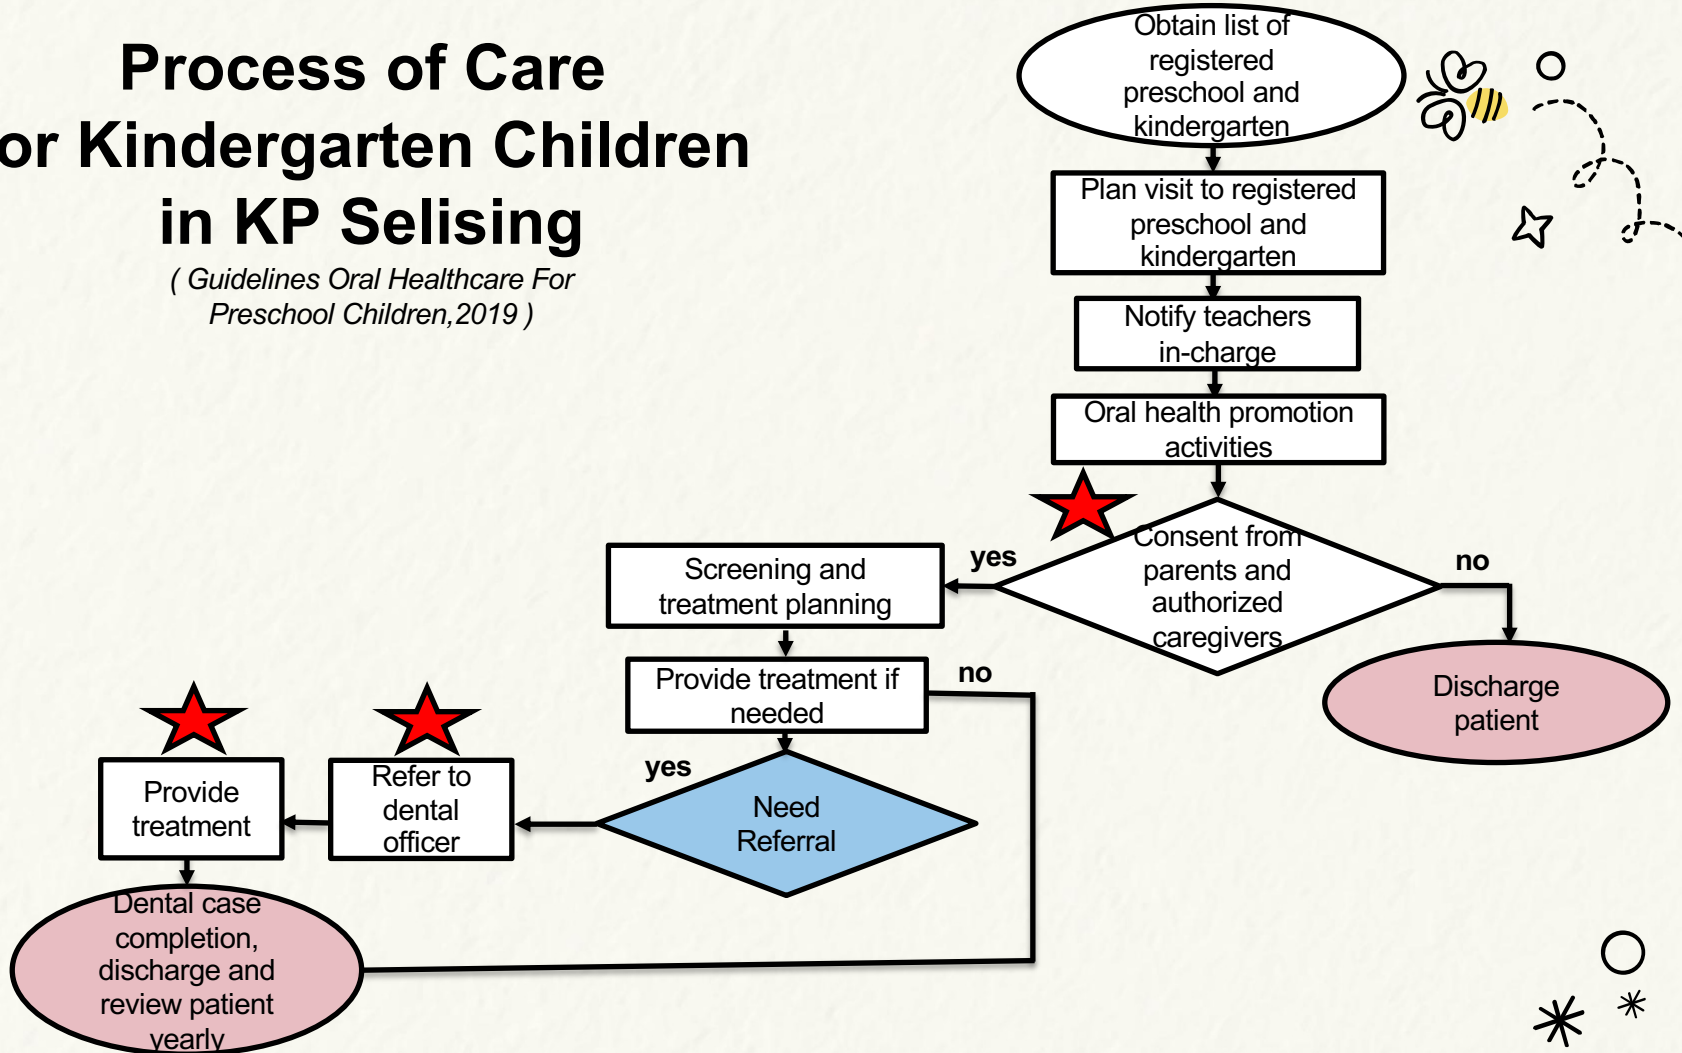 Process of Care
or Kindergarten Children
in KP Selising
( Guidelines Oral Healthcare For
Preschool Children,2019 )
Obtain list of
registered
preschool and
kindergarten
Plan visit to registered
preschool and
kindergarten
Notify teachers
in-charge
Oral health promotion
activities
Consent from
parents and
authorized
caregivers
yes
no
Screening and
treatment planning
Discharge
patient
Provide treatment if
needed
no
yes
Need
Referral
Refer to
dental
officer
Provide
treatment
Dental case
completion,
discharge and
review patient
yearly